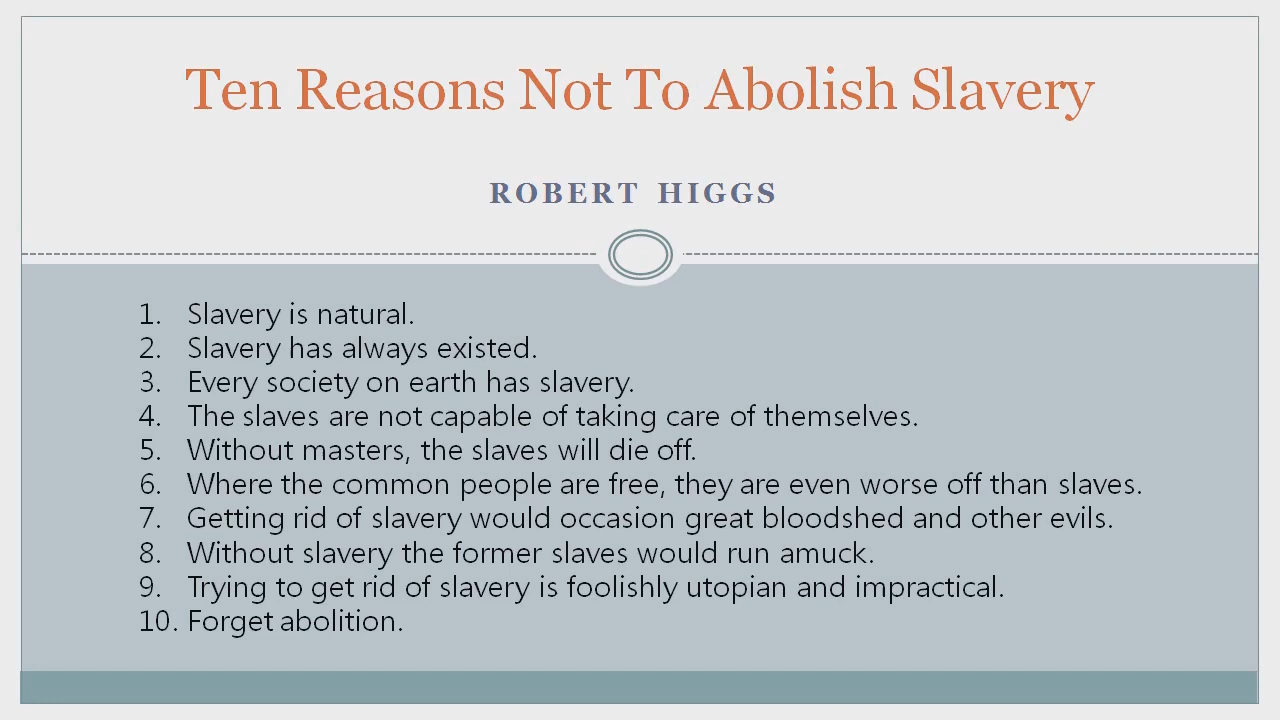 Ten Reasons Not To Abolish Slavery
ROBERT HIGGS
1. Slavery is natural.
2. Slavery has always existed.
3. Every society on earth has slavery.
4. The slaves are not capable of taking care of themselves.
5. Without masters, the slaves will die off.
6. Where the common people are free, they are even worse off than slaves.
7. Getting rid of slavery would occasion great bloodshed and other evils.
8. Without slavery the former slaves would run amuck.
9. Trying to get rid of slavery is foolishly utopian and impractical.
10. Forget abolition.